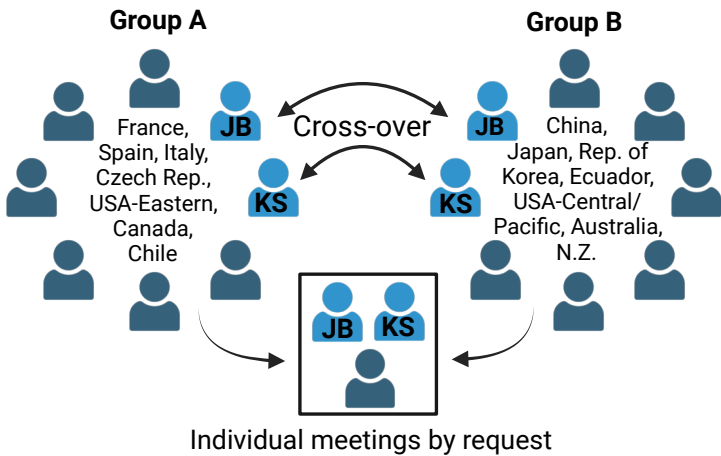 Group A
Group B
JB
Cross-over
JB
KS
KS
France,
Spain, Italy,
Czech Rep.,
USA-Eastern,
Canada,
Chile
China,
Japan, Rep. of
Korea, Ecuador,
USA-Central/
Pacific, Australia,
N.Z.
JB
KS
Individual meetings by request